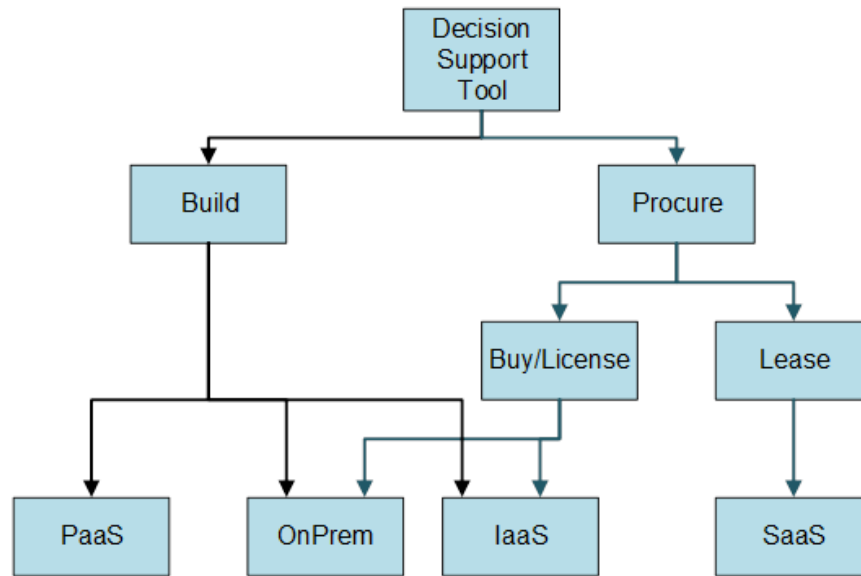 Decision
Support
Tool
Build
Procure
Buy/License
Lease
PaaS
OnPrem
IaaS
SaaS